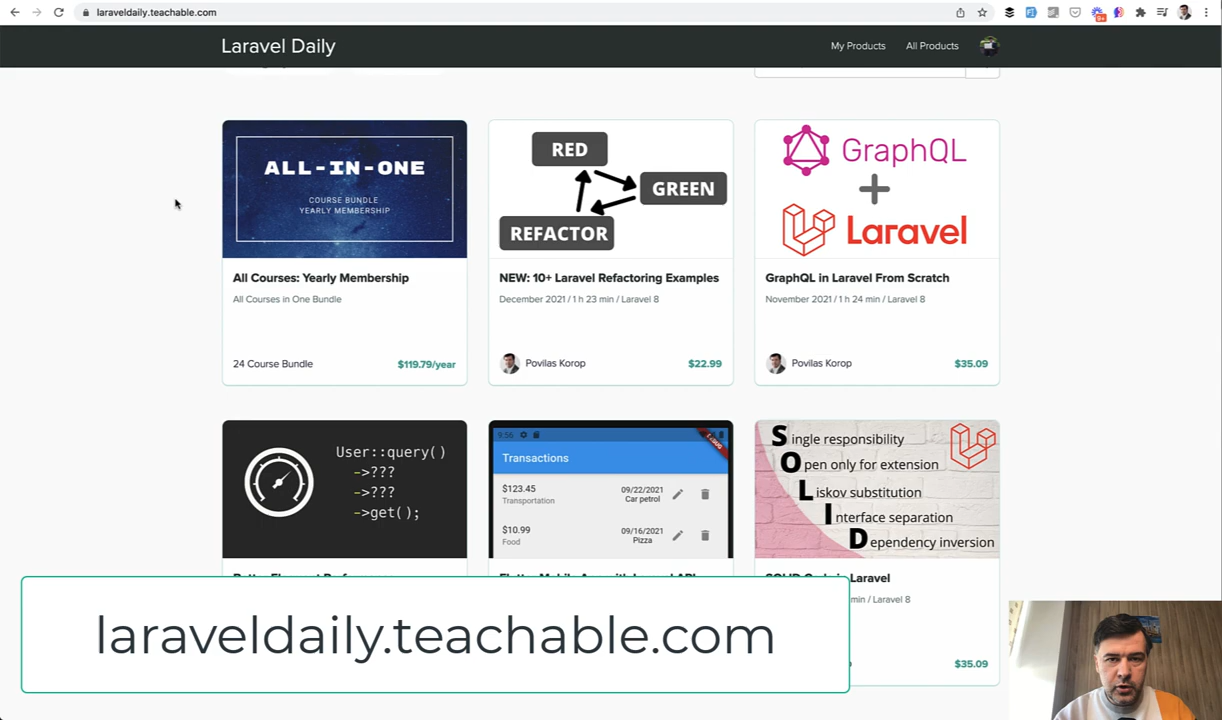 laraveldaily.teachable.com
Laravel Daily
My Products
All Products
ALL-IN-ONE
COURSE BUNDLE
YEARLY MEMBERSHIP
All Courses: Yearly Membership
All Courses in One Bundle
24 Course Bundle
$119.79/year
RED
GREEN
REFACTOR
NEW: 10+ Laravel Refactoring Examples
December 2021 / 1 h 23 min / Laravel 8
Povilas Korop
$22.99
GraphQL
+
Laravel
GraphQL in Laravel From Scratch
November 2021 / 1 h 24 min / Laravel 8
Povilas Korop
$35.09
User::query()
->???
->???
->get();
9:56
Transactions
$123.45
Transportation
09/22/2021
Car petrol
$10.99
Food
09/16/2021
Pizza
Single responsibility
Open only for extension
Liskov substitution
Interface separation
Dependency inversion
in Laravel
min / Laravel 8
$35.09
laraveldaily.teachable.com